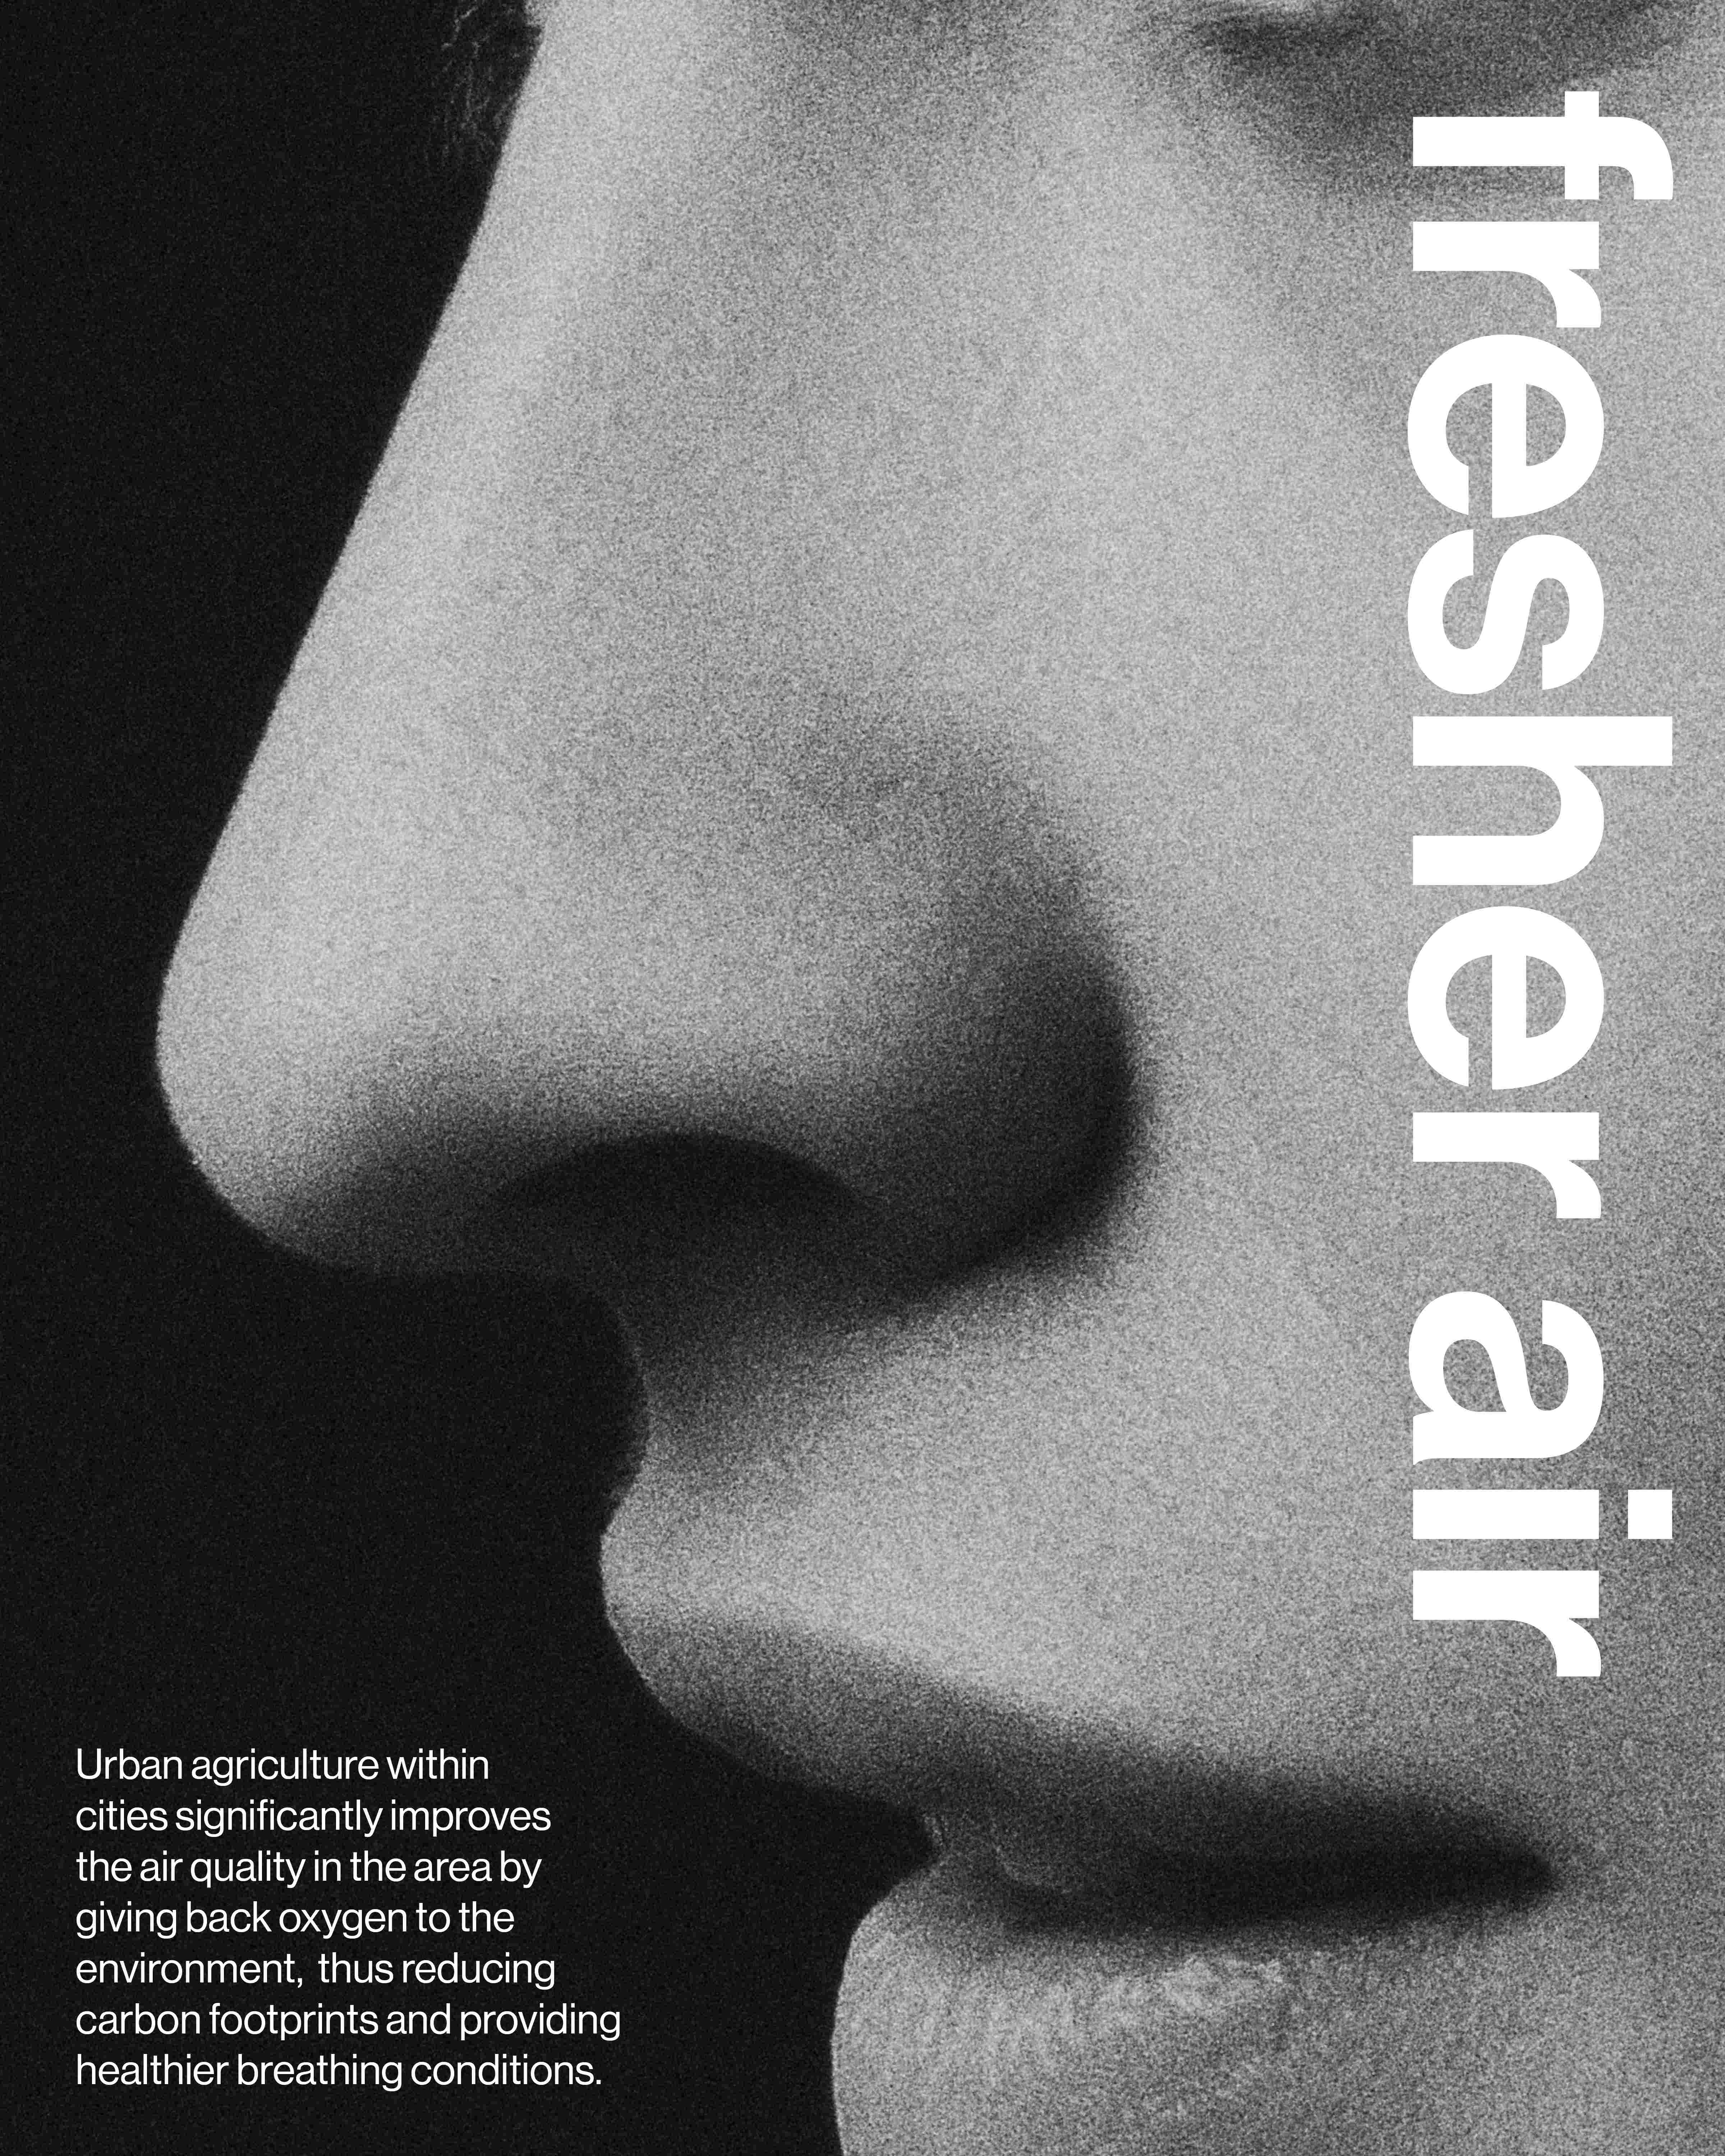 fresher air
Urban agriculture within
cities significantly improves
the air quality in the area by
giving back oxygen to the
environment,  thus reducing
carbon footprints and providing
healthier breathing conditions.